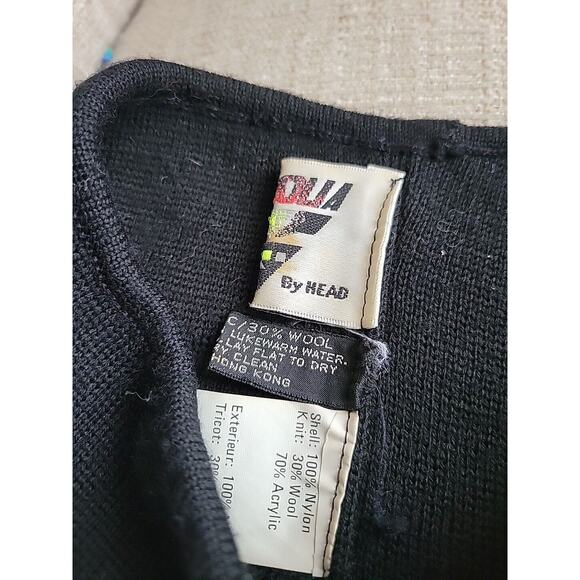 By HEAD
/30% WOOL
LUKEWARM WATER.
LAY FLAT TO DRY
CLEAN
HONG KONG
Shell: 100% Nylon
Knit: 30% Wool
70% Acrylic
Exterieur: 100%
Tricot: 30%